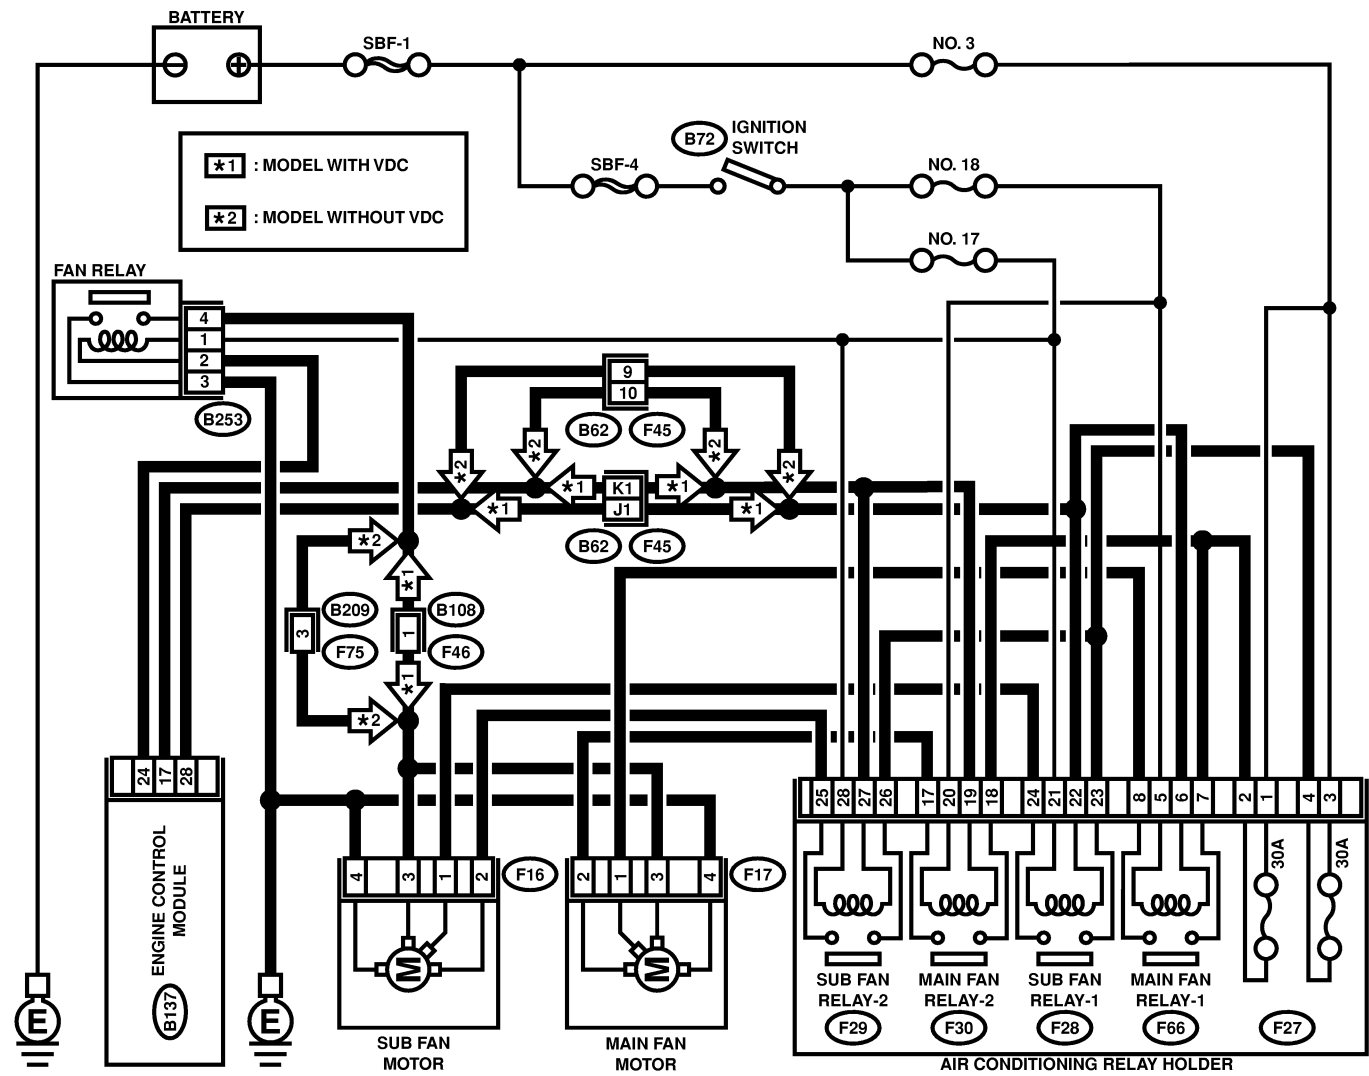 BATTERY
SBF-1
NO. 3
B72
IGNITION
SWITCH
*1 : MODEL WITH VDC
SBF-4
NO. 18
*2 : MODEL WITHOUT VDC
NO. 17
FAN RELAY
4
1
2
3
B253
9
10
B62
F45
*2
*2
*2
*2
*1
K1
*1
*1
J1
*1
B62
F45
*2
*1
3
B209
F75
1
B108
F46
*1
*2
24
17
28
ENGINE CONTROL
MODULE
B137
E
E
4
3
1
2
F16
M
SUB FAN
MOTOR
2
1
3
4
F17
M
MAIN FAN
MOTOR
25
28
27
26
17
20
19
18
24
21
22
23
8
5
6
7
2
1
4
3
30A
30A
SUB FAN
RELAY-2
F29
MAIN FAN
RELAY-2
F30
SUB FAN
RELAY-1
F28
MAIN FAN
RELAY-1
F66
F27
AIR CONDITIONING RELAY HOLDER